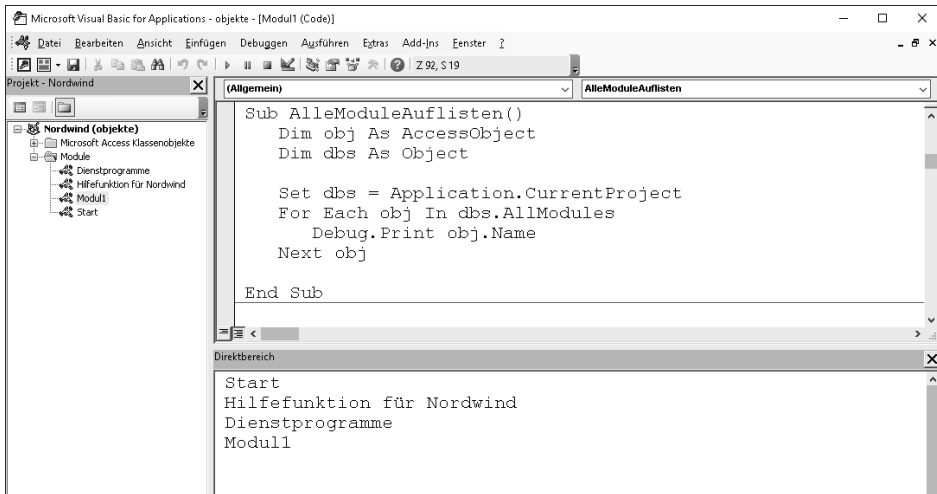 Microsoft Visual Basic for Applications - objekte - [Modul1 (Code)]
Datei Bearbeiten Ansicht Einfügen Debuggen Ausführen Extras Add-Ins Fenster ?
Z 92, S 19
Projekt - Nordwind
Nordwind (objekte)
Microsoft Access Klassenobjekte
Module
Dienstprogramme
Hilfefunktion für Nordwind
Modul1
Start
(Allgemein)
AlleModuleAuflisten
Sub AlleModuleAuflisten()
Dim obj As AccessObject
Dim dbs As Object
Set dbs = Application.CurrentProject
For Each obj In dbs.AllModules
Debug.Print obj.Name
Next obj
End Sub
Direktbereich
Start
Hilfefunktion für Nordwind
Dienstprogramme
Modul1